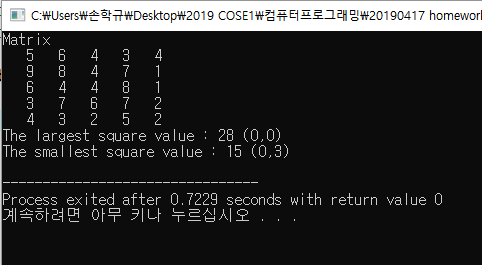 C:₩Users₩손학규₩Desktop₩2019 COSE1₩컴퓨터프로그래밍₩20190417 homework
Matrix
5 6 4 3 4
9 8 4 7 1
6 4 4 8 1
3 7 6 7 2
4 3 2 5 2
The largest square value : 28 (0,0)
The smallest square value : 15 (0,3)
--------------------------------
Process exited after 0.7229 seconds with return value 0
계속하려면 아무 키나 누르십시오 . . .